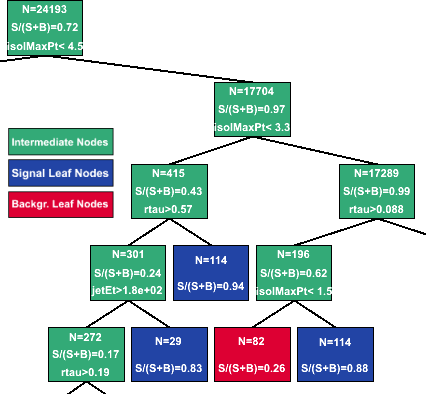 N=24193
S/(S+B)=0.72
isolMaxPt< 4.5
N=17704
S/(S+B)=0.97
isolMaxPt< 3.3
Intermediate Nodes
Signal Leaf Nodes
Backgr. Leaf Nodes
N=415
S/(S+B)=0.43
rtau>0.57
N=17289
S/(S+B)=0.99
rtau>0.088
N=301
S/(S+B)=0.24
jetEt>1.8e+02
N=114
S/(S+B)=0.94
N=196
S/(S+B)=0.62
isolMaxPt< 1.5
N=272
S/(S+B)=0.17
rtau>0.19
N=29
S/(S+B)=0.83
N=82
S/(S+B)=0.26
N=114
S/(S+B)=0.88